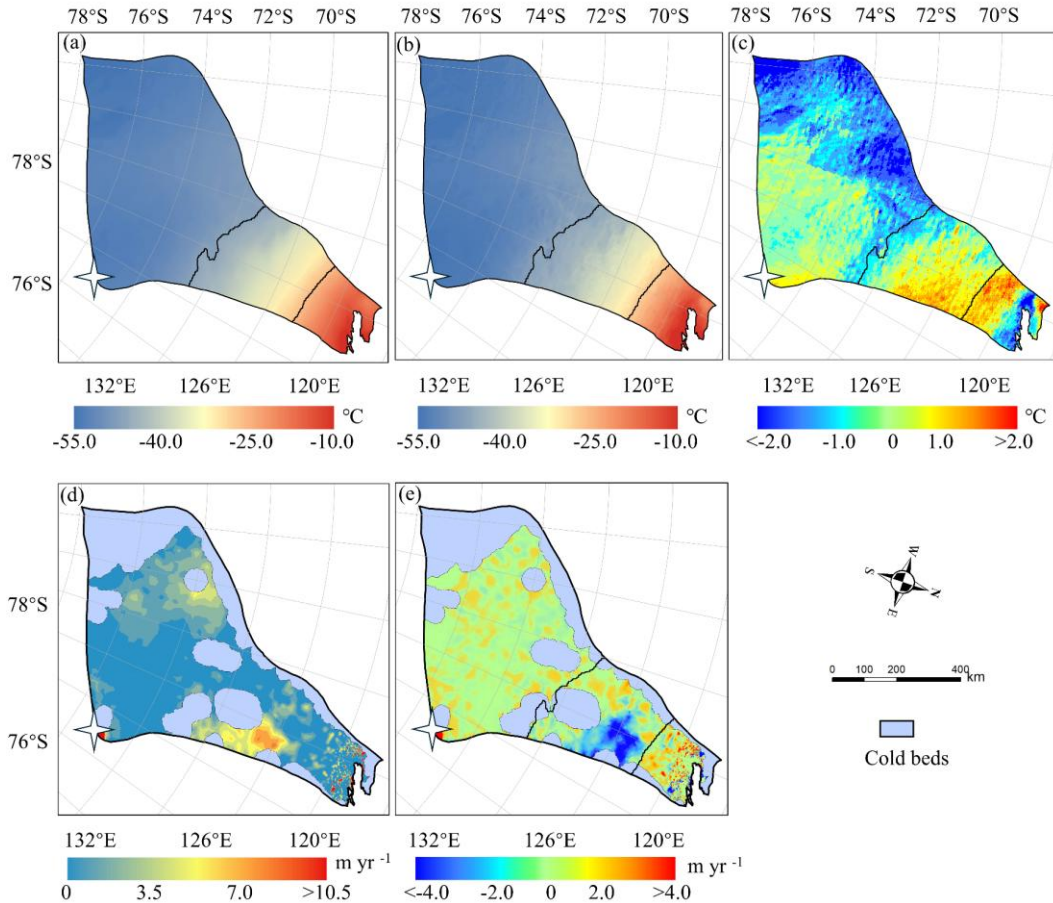 78°S 76°S 74°S 72°S 70°S 78°S 76°S 74°S 72°S 70°S 78°S 76°S 74°S 72°S 70°S
(a) (b) (c)
78°S
76°S
132°E 126°E 120°E 132°E 126°E 120°E 132°E 126°E 120°E
°C °C °C
-55.0 -40.0 -25.0 -10.0 -55.0 -40.0 -25.0 -10.0 <-2.0 -1.0 0 1.0 >2.0
(d) (e)
W
S N
E
78°S
0 100 200 400 km
76°S
Cold beds
132°E 126°E 120°E 132°E 126°E 120°E
m yr -1 m yr -1
0 3.5 7.0 >10.5 <-4.0 -2.0 0 2.0 >4.0